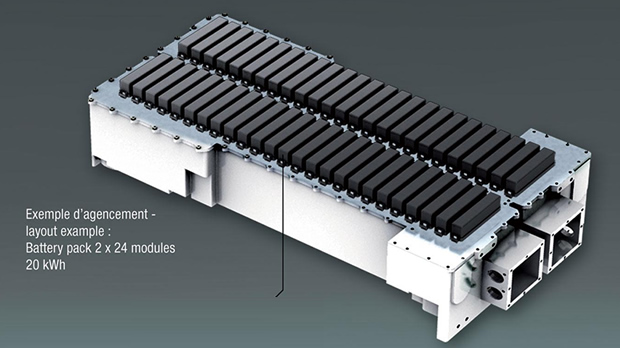 Exemple d'agencement -
layout example :
Battery pack 2 x 24 modules
20 kWh